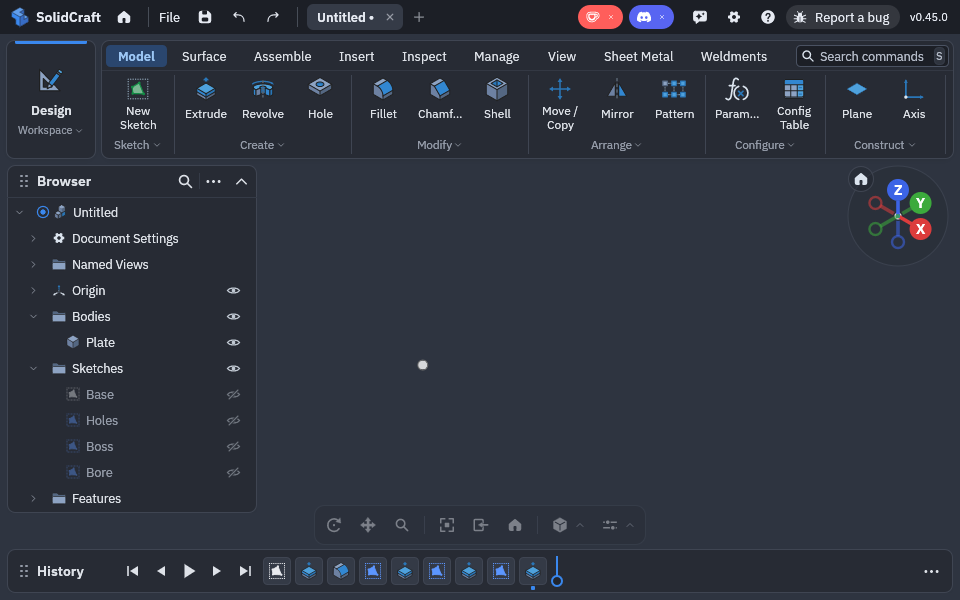 SolidCraft
File
Untitled •
Report a bug
v0.45.0
Design
Workspace
Model
Surface
Assemble
Insert
Inspect
Manage
View
Sheet Metal
Weldments
Search commands
S
New Sketch
Extrude
Revolve
Hole
Fillet
Chamf...
Shell
Move / Copy
Mirror
Pattern
Param...
Config Table
Plane
Axis
Sketch
Create
Modify
Arrange
Configure
Construct
Browser
Untitled
Document Settings
Named Views
Origin
Bodies
Plate
Sketches
Base
Holes
Boss
Bore
Features
Z
Y
X
History